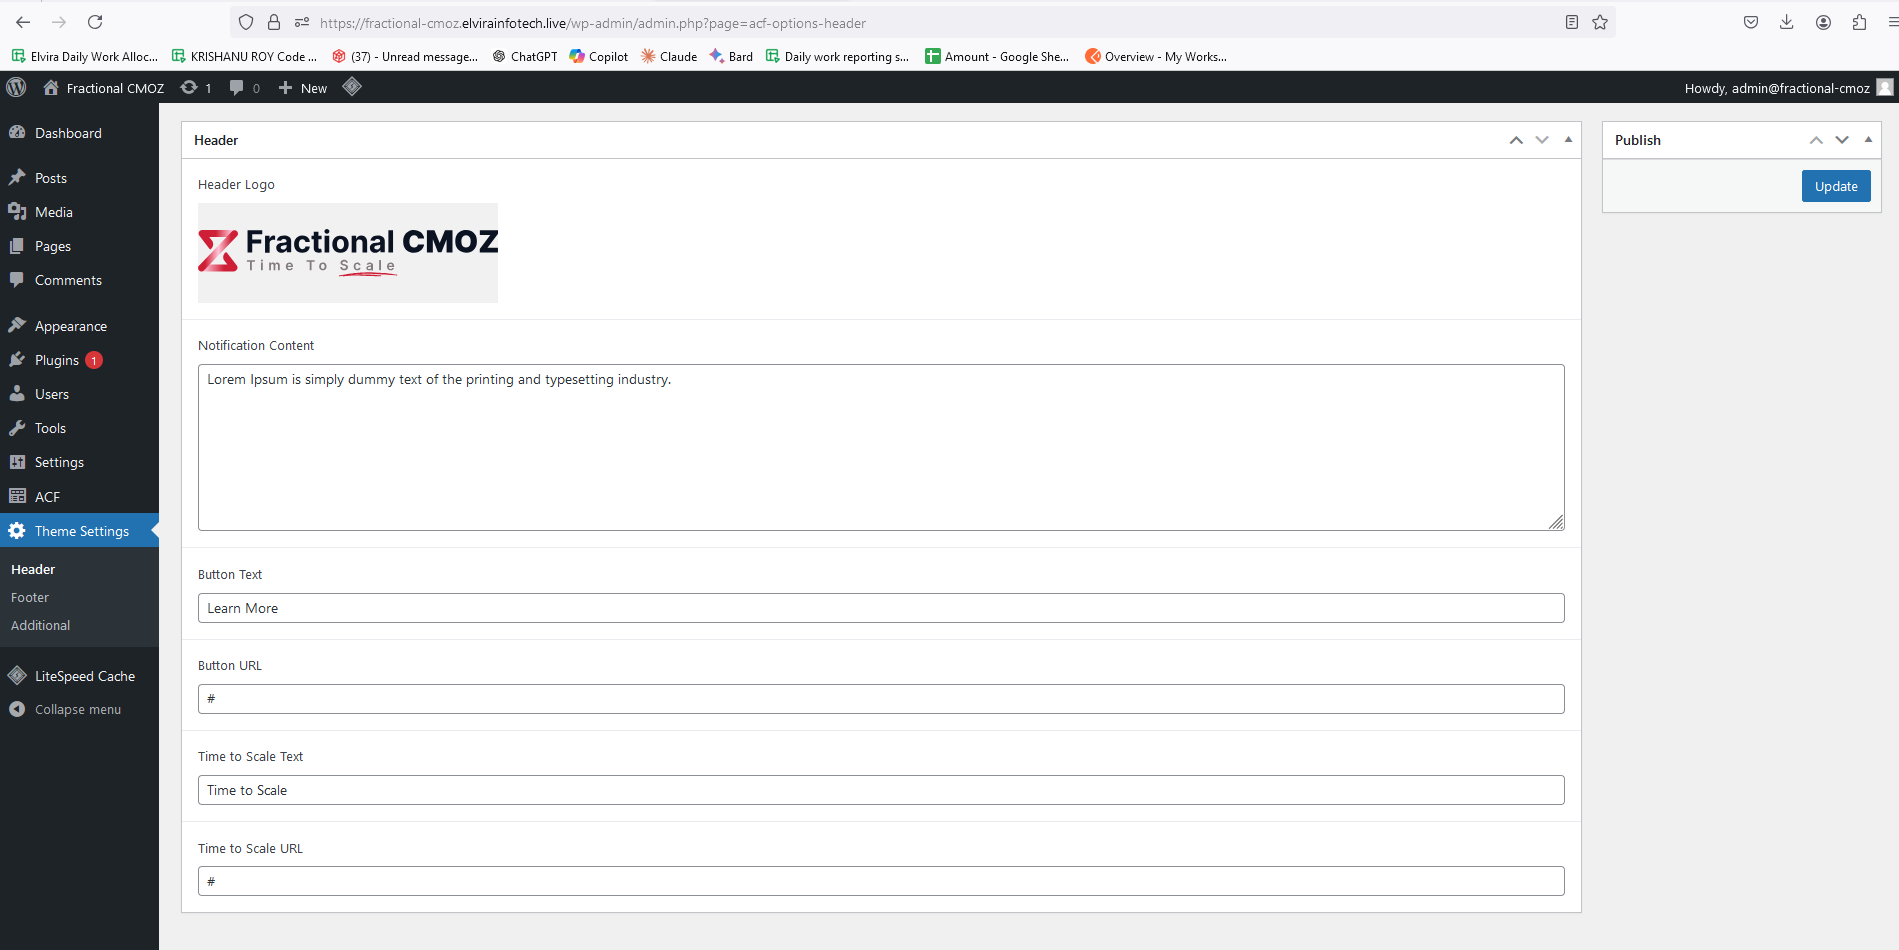 https://fractional-cmoz.elvirainfotech.live/wp-admin/admin.php?page=acf-options-header
Elvira Daily Work Alloc... KRISHANU ROY Code ... (37) - Unread message... ChatGPT Copilot Claude Bard Daily work reporting s... Amount - Google She... Overview - My Works...
Fractional CMOZ 1 0 New Howdy, admin@fractional-cmoz
Dashboard
Posts
Media
Pages
Comments
Appearance
Plugins 1
Users
Tools
Settings
ACF
Theme Settings
Header
Footer
Additional
LiteSpeed Cache
Collapse menu
Header
Header Logo
Fractional CMOZ
Time To Scale
Notification Content
Lorem Ipsum is simply dummy text of the printing and typesetting industry.
Button Text
Learn More
Button URL
#
Time to Scale Text
Time to Scale
Time to Scale URL
#
Publish
Update